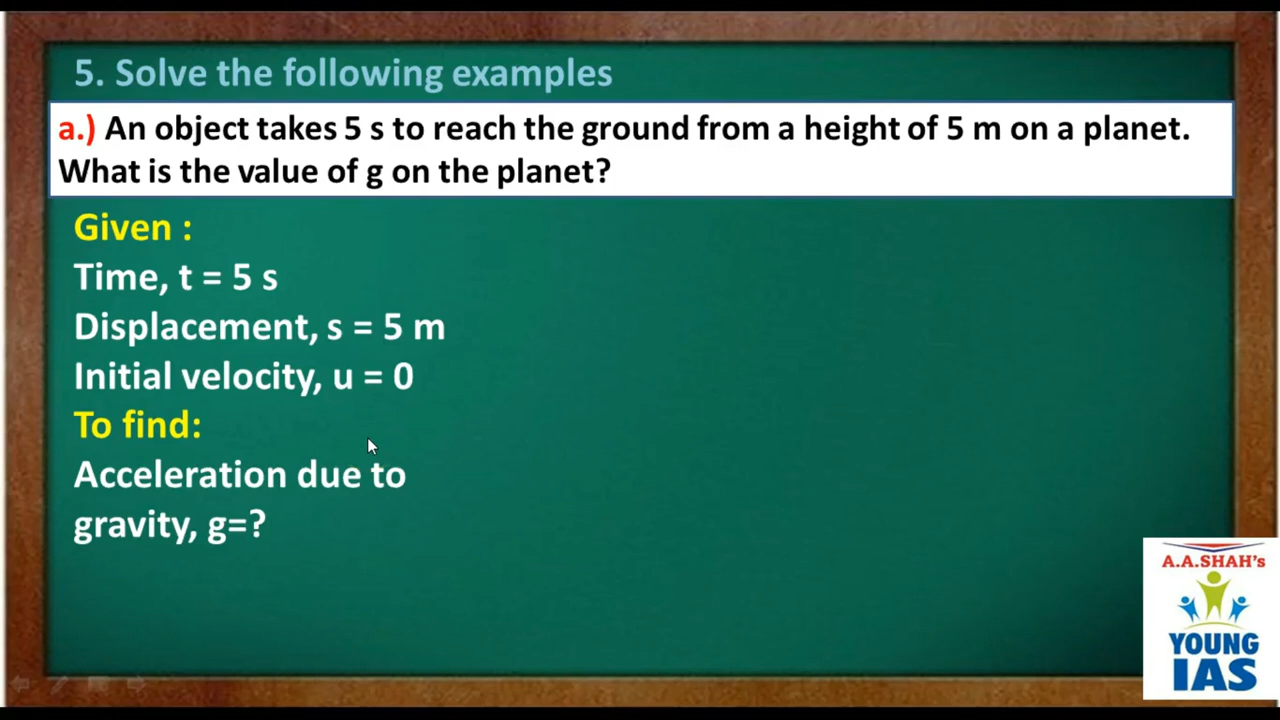 5. Solve the following examples
a.) An object takes 5 s to reach the ground from a height of 5 m on a planet.
What is the value of g on the planet?
Given :
Time, t = 5 s
Displacement, s = 5 m
Initial velocity, u = 0
To find:
Acceleration due to
gravity, g=?
A.A.SHAH's
YOUNG
IAS